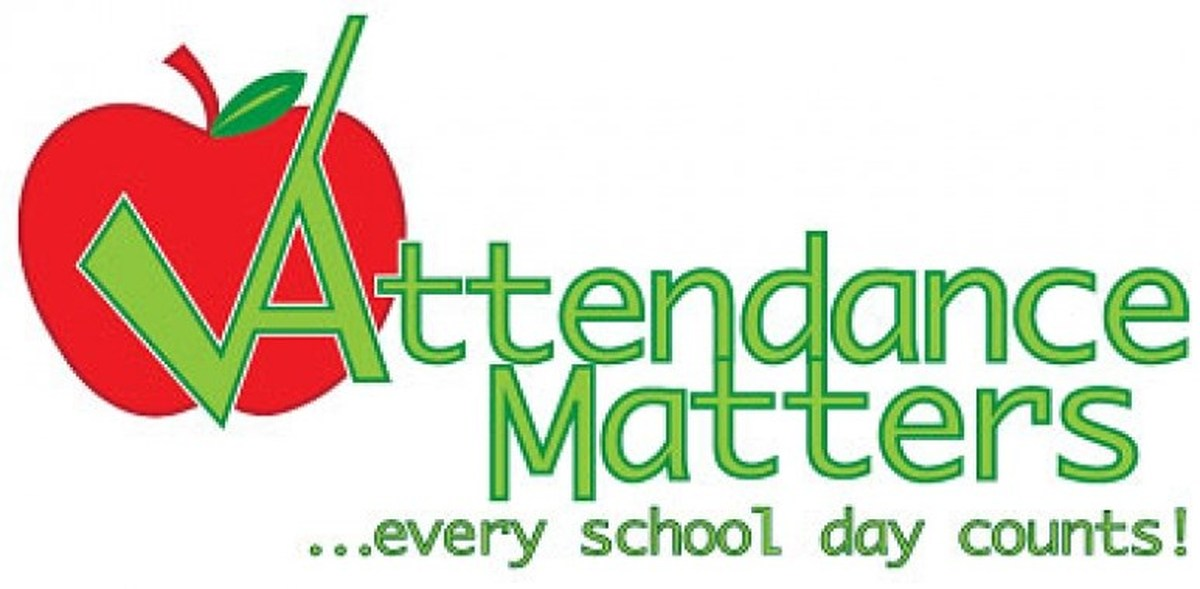 Attendance
Matters
...every school day counts!